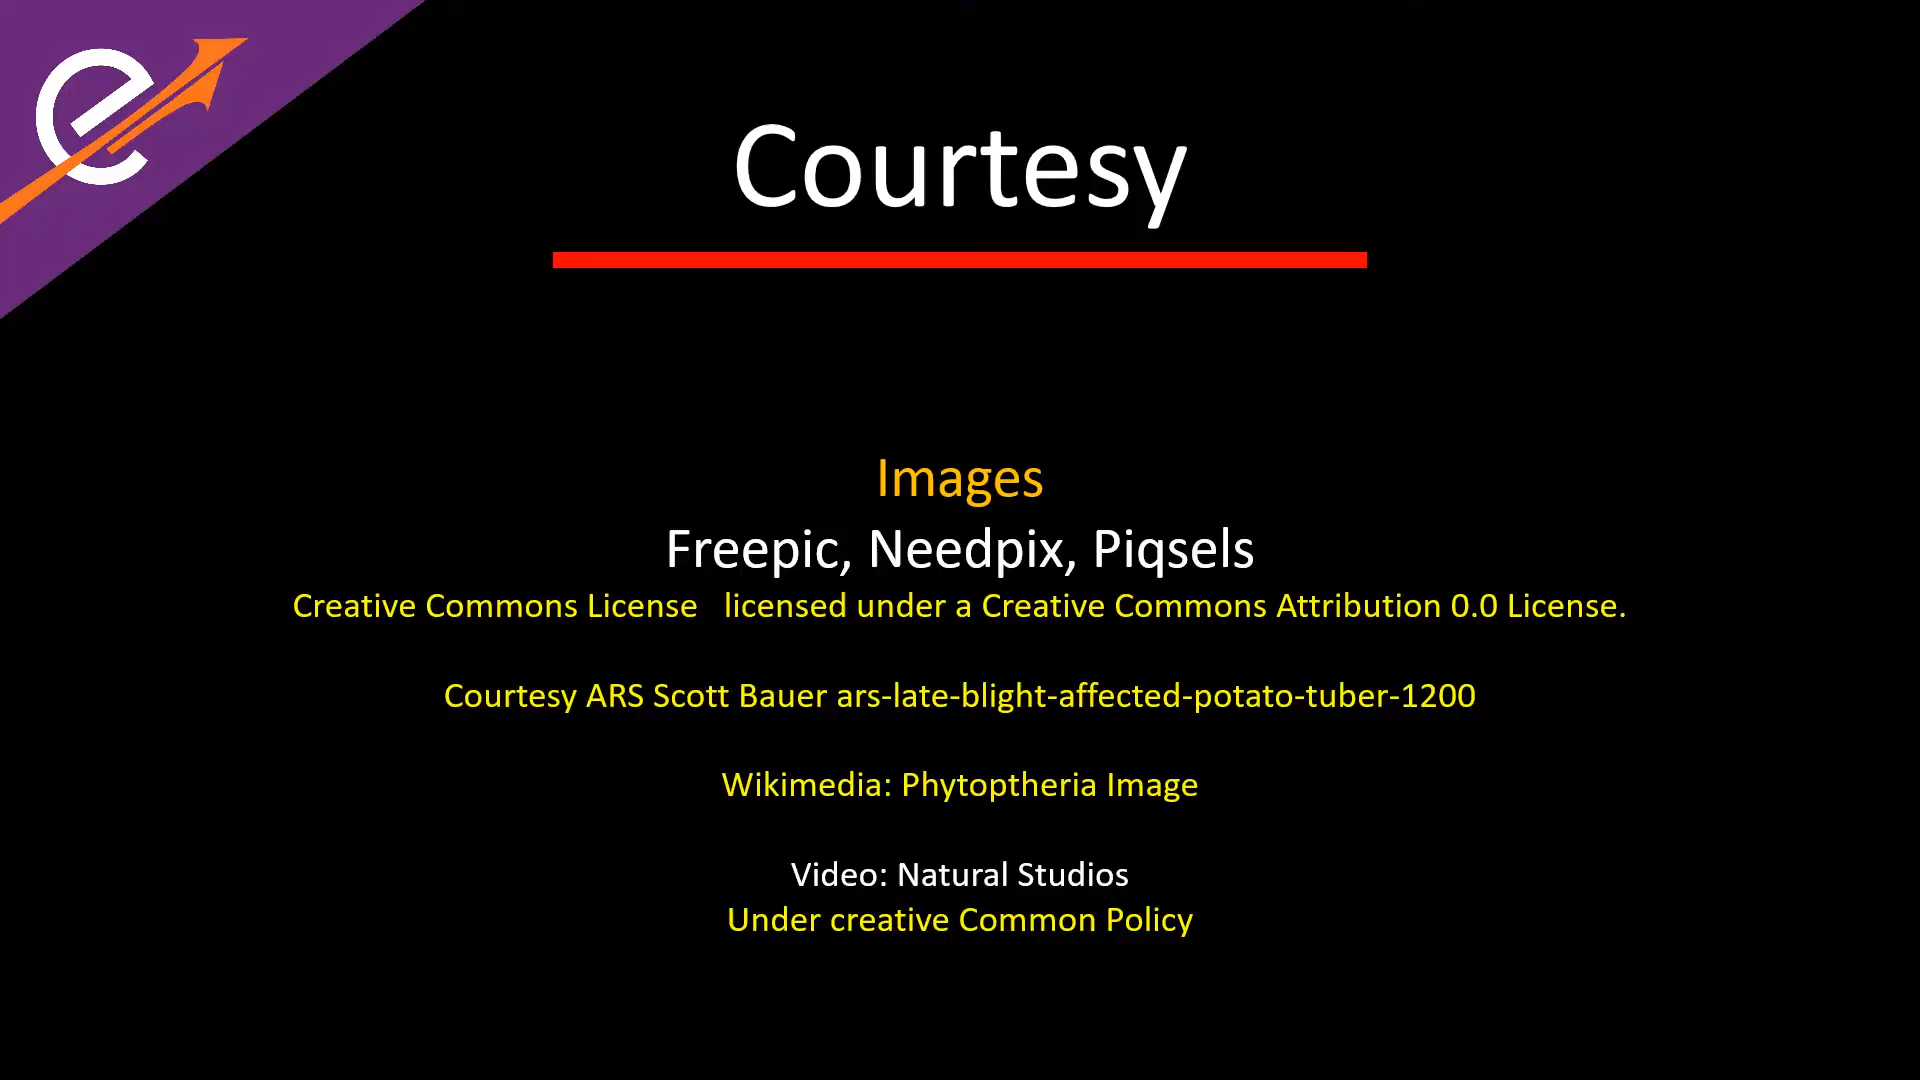 Courtesy
Images
Freepic, Needpix, Piqsels
Creative Commons License licensed under a Creative Commons Attribution 0.0 License.
Courtesy ARS Scott Bauer ars-late-blight-affected-potato-tuber-1200
Wikimedia: Phytoptheria Image
Video: Natural Studios
Under creative Common Policy